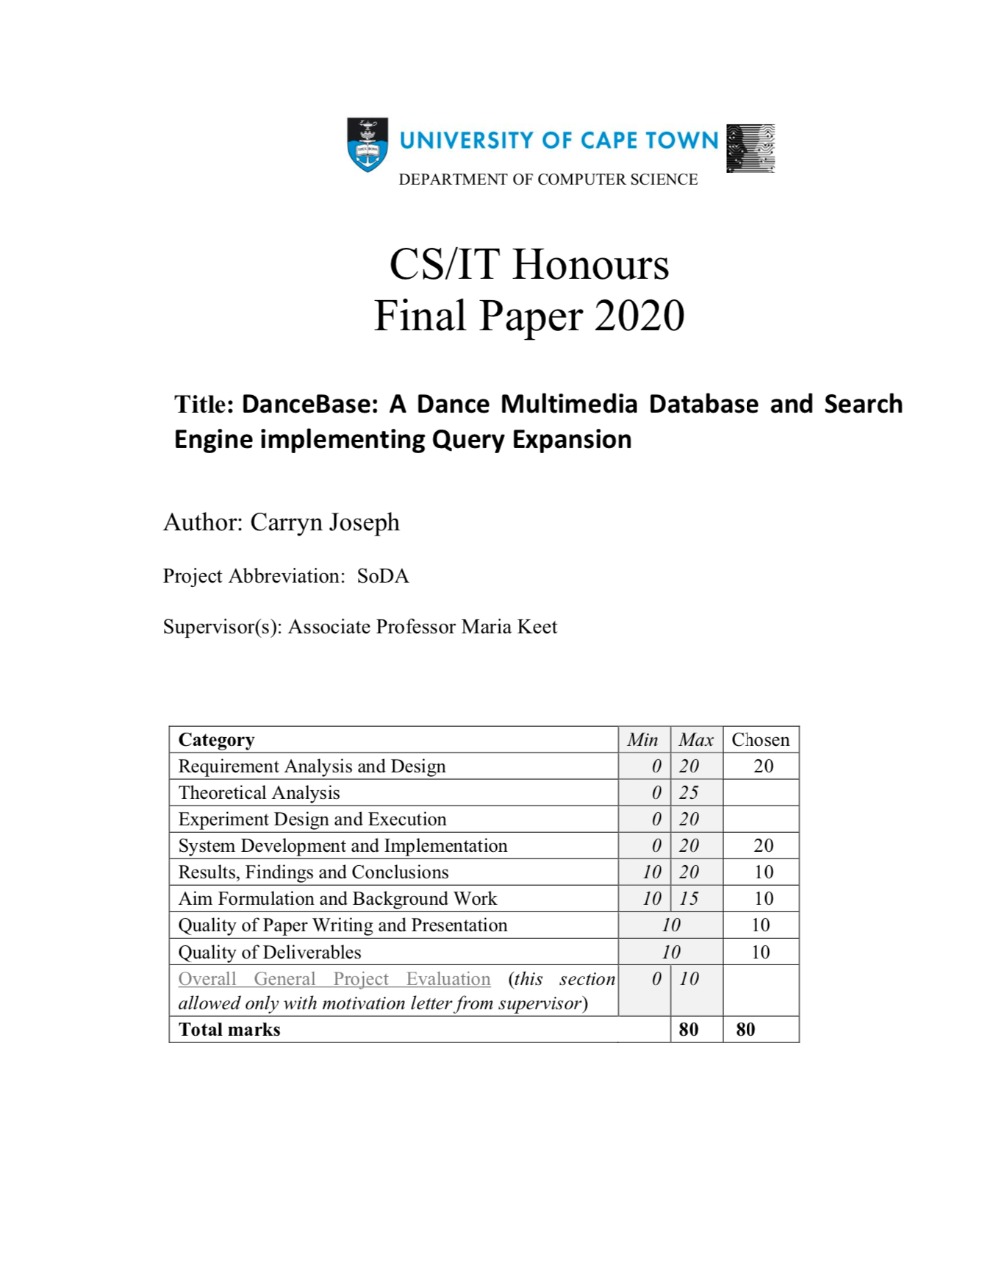 UNIVERSITY OF CAPE TOWN
DEPARTMENT OF COMPUTER SCIENCE
CS/IT Honours
Final Paper 2020
Title: DanceBase: A Dance Multimedia Database and Search
Engine implementing Query Expansion
Author: Carryn Joseph
Project Abbreviation: SoDA
Supervisor(s): Associate Professor Maria Keet
Category Min Max Chosen
Requirement Analysis and Design 0 20 20
Theoretical Analysis 0 25
Experiment Design and Execution 0 20
System Development and Implementation 0 20 20
Results, Findings and Conclusions 10 20 10
Aim Formulation and Background Work 10 15 10
Quality of Paper Writing and Presentation 10 10
Quality of Deliverables 10 10
Overall General Project Evaluation (this section 0 10
allowed only with motivation letter from supervisor)
Total marks 80 80